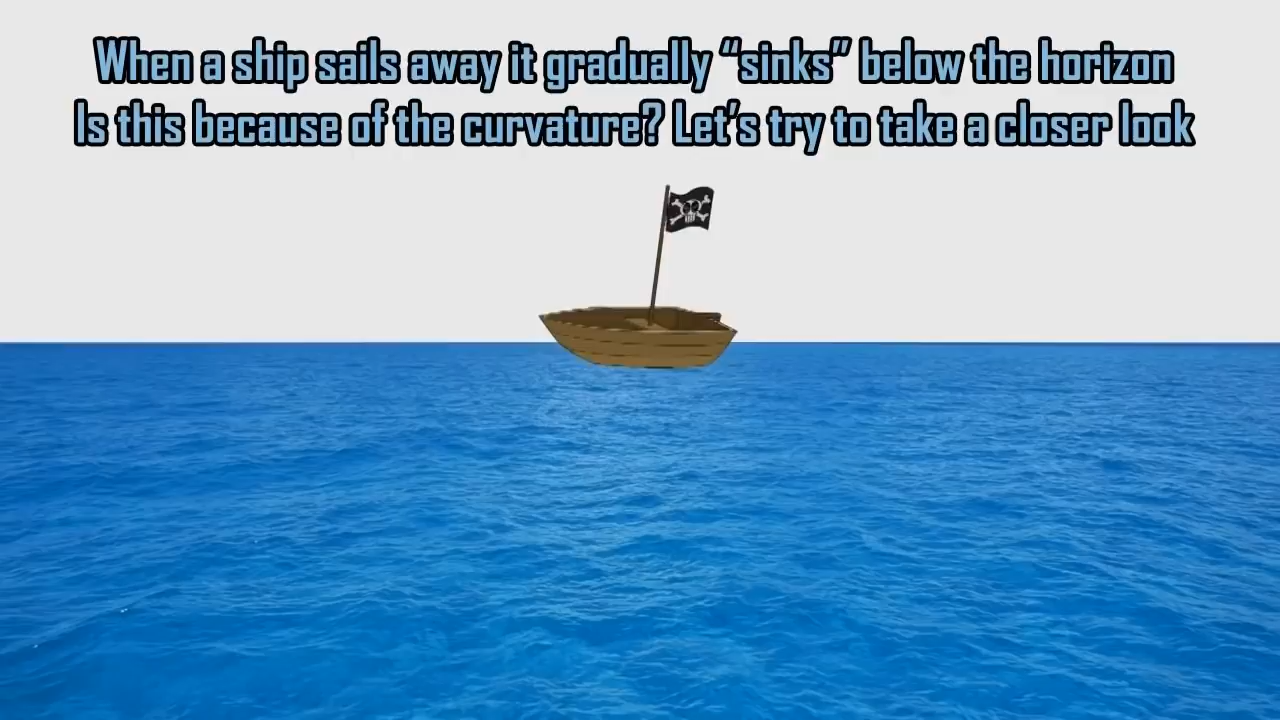 When a ship sails away it gradually “sinks” below the horizon
Is this because of the curvature? Let’s try to take a closer look